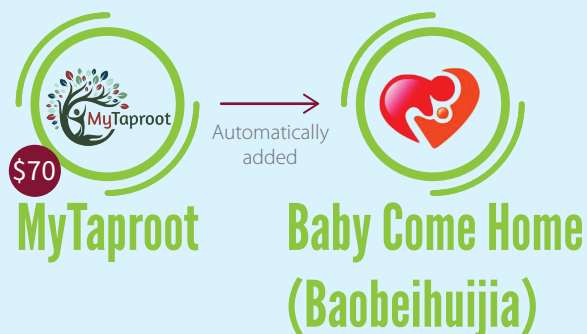 MyTaproot
Automatically
added
$70
MyTaproot
Baby Come Home
(Baobeihuijia)